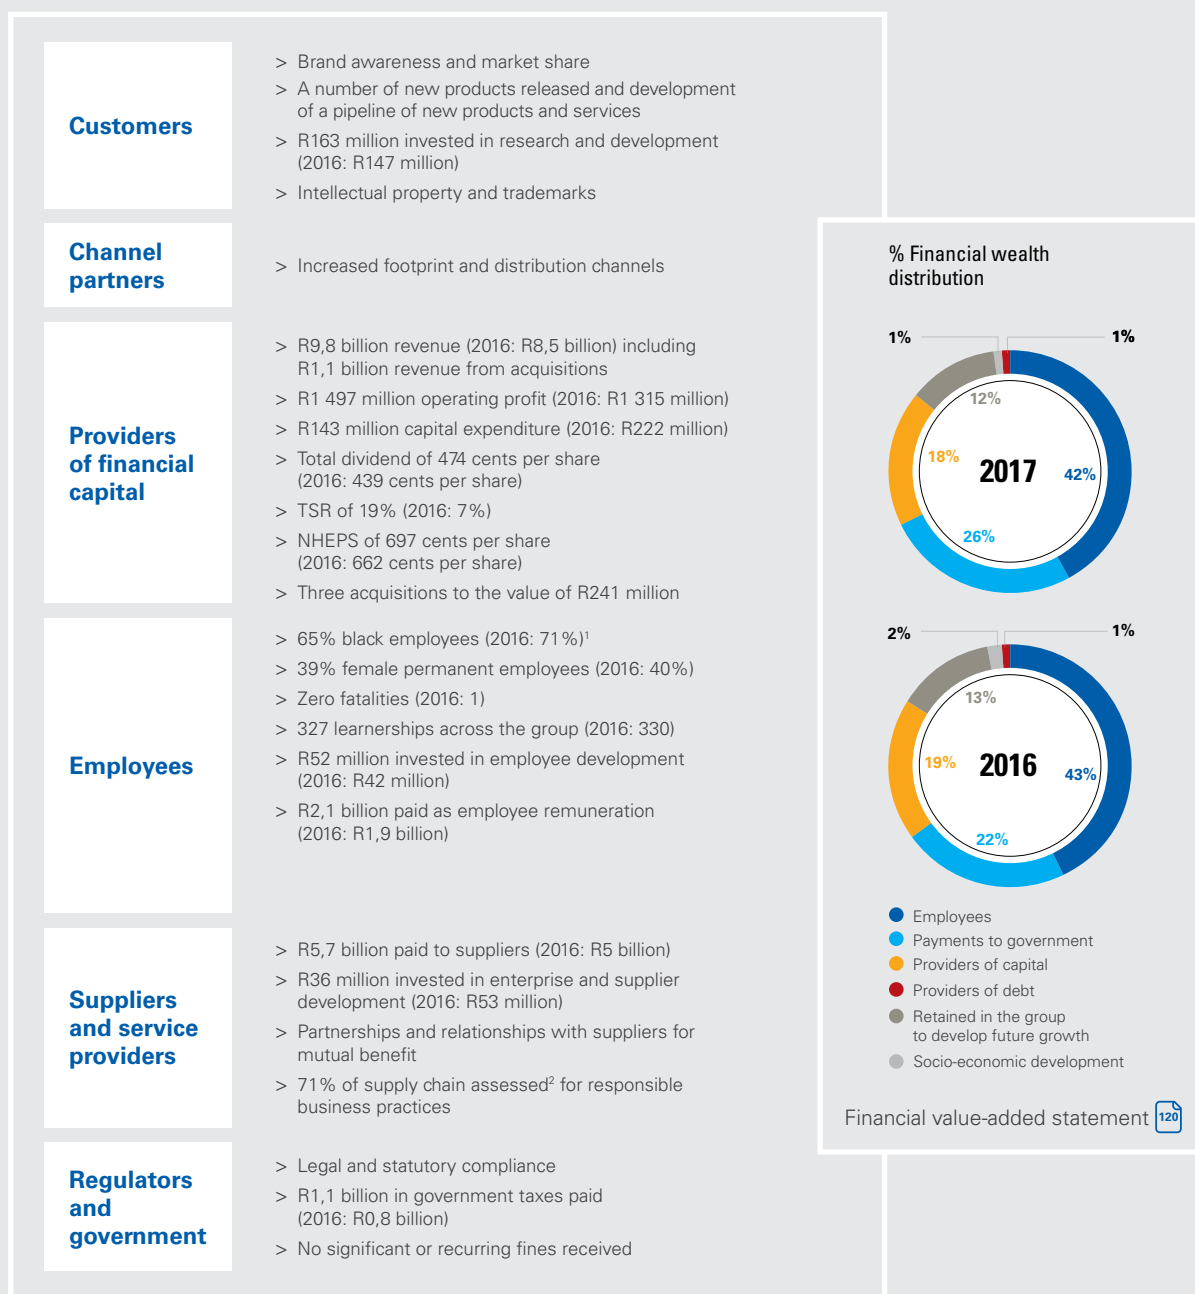 Customers
> Brand awareness and market share
> A number of new products released and development
of a pipeline of new products and services
> R163 million invested in research and development
(2016: R147 million)
> Intellectual property and trademarks
Channel
partners
> Increased footprint and distribution channels
Providers
of financial
capital
> R9,8 billion revenue (2016: R8,5 billion) including
R1,1 billion revenue from acquisitions
> R1 497 million operating profit (2016: R1 315 million)
> R143 million capital expenditure (2016: R222 million)
> Total dividend of 474 cents per share
(2016: 439 cents per share)
> TSR of 19% (2016: 7%)
> NHEPS of 697 cents per share
(2016: 662 cents per share)
> Three acquisitions to the value of R241 million
Employees
> 65% black employees (2016: 71%)¹
> 39% female permanent employees (2016: 40%)
> Zero fatalities (2016: 1)
> 327 learnerships across the group (2016: 330)
> R52 million invested in employee development
(2016: R42 million)
> R2,1 billion paid as employee remuneration
(2016: R1,9 billion)
Suppliers
and service
providers
> R5,7 billion paid to suppliers (2016: R5 billion)
> R36 million invested in enterprise and supplier
development (2016: R53 million)
> Partnerships and relationships with suppliers for
mutual benefit
> 71% of supply chain assessed² for responsible
business practices
Regulators
and
government
> Legal and statutory compliance
> R1,1 billion in government taxes paid
(2016: R0,8 billion)
> No significant or recurring fines received
% Financial wealth
distribution
1%
1%
12%
18%
2017
42%
26%
2%
1%
13%
19%
2016
43%
22%
Employees
Payments to government
Providers of capital
Providers of debt
Retained in the group
to develop future growth
Socio-economic development
Financial value-added statement 120